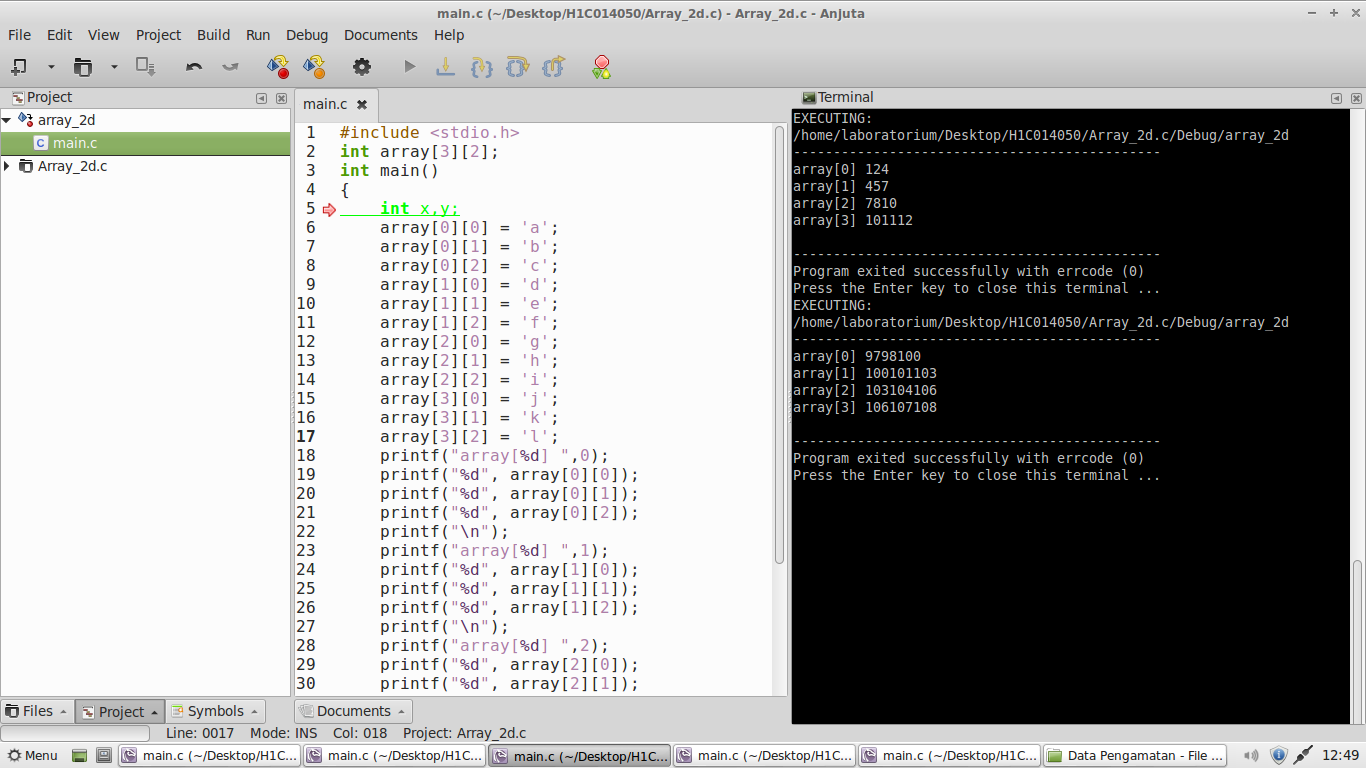 main.c (~/Desktop/H1C014050/Array_2d.c) - Array_2d.c - Anjuta
File Edit View Project Build Run Debug Documents Help
Project
array_2d
main.c
Array_2d.c
main.c
1 #include <stdio.h>
2 int array[3][2];
3 int main()
4 {
5 int x,y;
6 array[0][0] = 'a';
7 array[0][1] = 'b';
8 array[0][2] = 'c';
9 array[1][0] = 'd';
10 array[1][1] = 'e';
11 array[1][2] = 'f';
12 array[2][0] = 'g';
13 array[2][1] = 'h';
14 array[2][2] = 'i';
15 array[3][0] = 'j';
16 array[3][1] = 'k';
17 array[3][2] = 'l';
18 printf("array[%d] ",0);
19 printf("%d", array[0][0]);
20 printf("%d", array[0][1]);
21 printf("%d", array[0][2]);
22 printf("\n");
23 printf("array[%d] ",1);
24 printf("%d", array[1][0]);
25 printf("%d", array[1][1]);
26 printf("%d", array[1][2]);
27 printf("\n");
28 printf("array[%d] ",2);
29 printf("%d", array[2][0]);
30 printf("%d", array[2][1]);
Terminal
EXECUTING:
/home/laboratorium/Desktop/H1C014050/Array_2d.c/Debug/array_2d
----------------------------------------------
array[0] 124
array[1] 457
array[2] 7810
array[3] 101112
----------------------------------------------
Program exited successfully with errcode (0)
Press the Enter key to close this terminal ...
EXECUTING:
/home/laboratorium/Desktop/H1C014050/Array_2d.c/Debug/array_2d
----------------------------------------------
array[0] 9798100
array[1] 100101103
array[2] 103104106
array[3] 106107108
----------------------------------------------
Program exited successfully with errcode (0)
Press the Enter key to close this terminal ...
Files Project Symbols Documents
Line: 0017 Mode: INS Col: 018 Project: Array_2d.c
Menu main.c (~/Desktop/H1C... main.c (~/Desktop/H1C... main.c (~/Desktop/H1C... main.c (~/Desktop/H1C... main.c (~/Desktop/H1C... Data Pengamatan - File ... 12:49